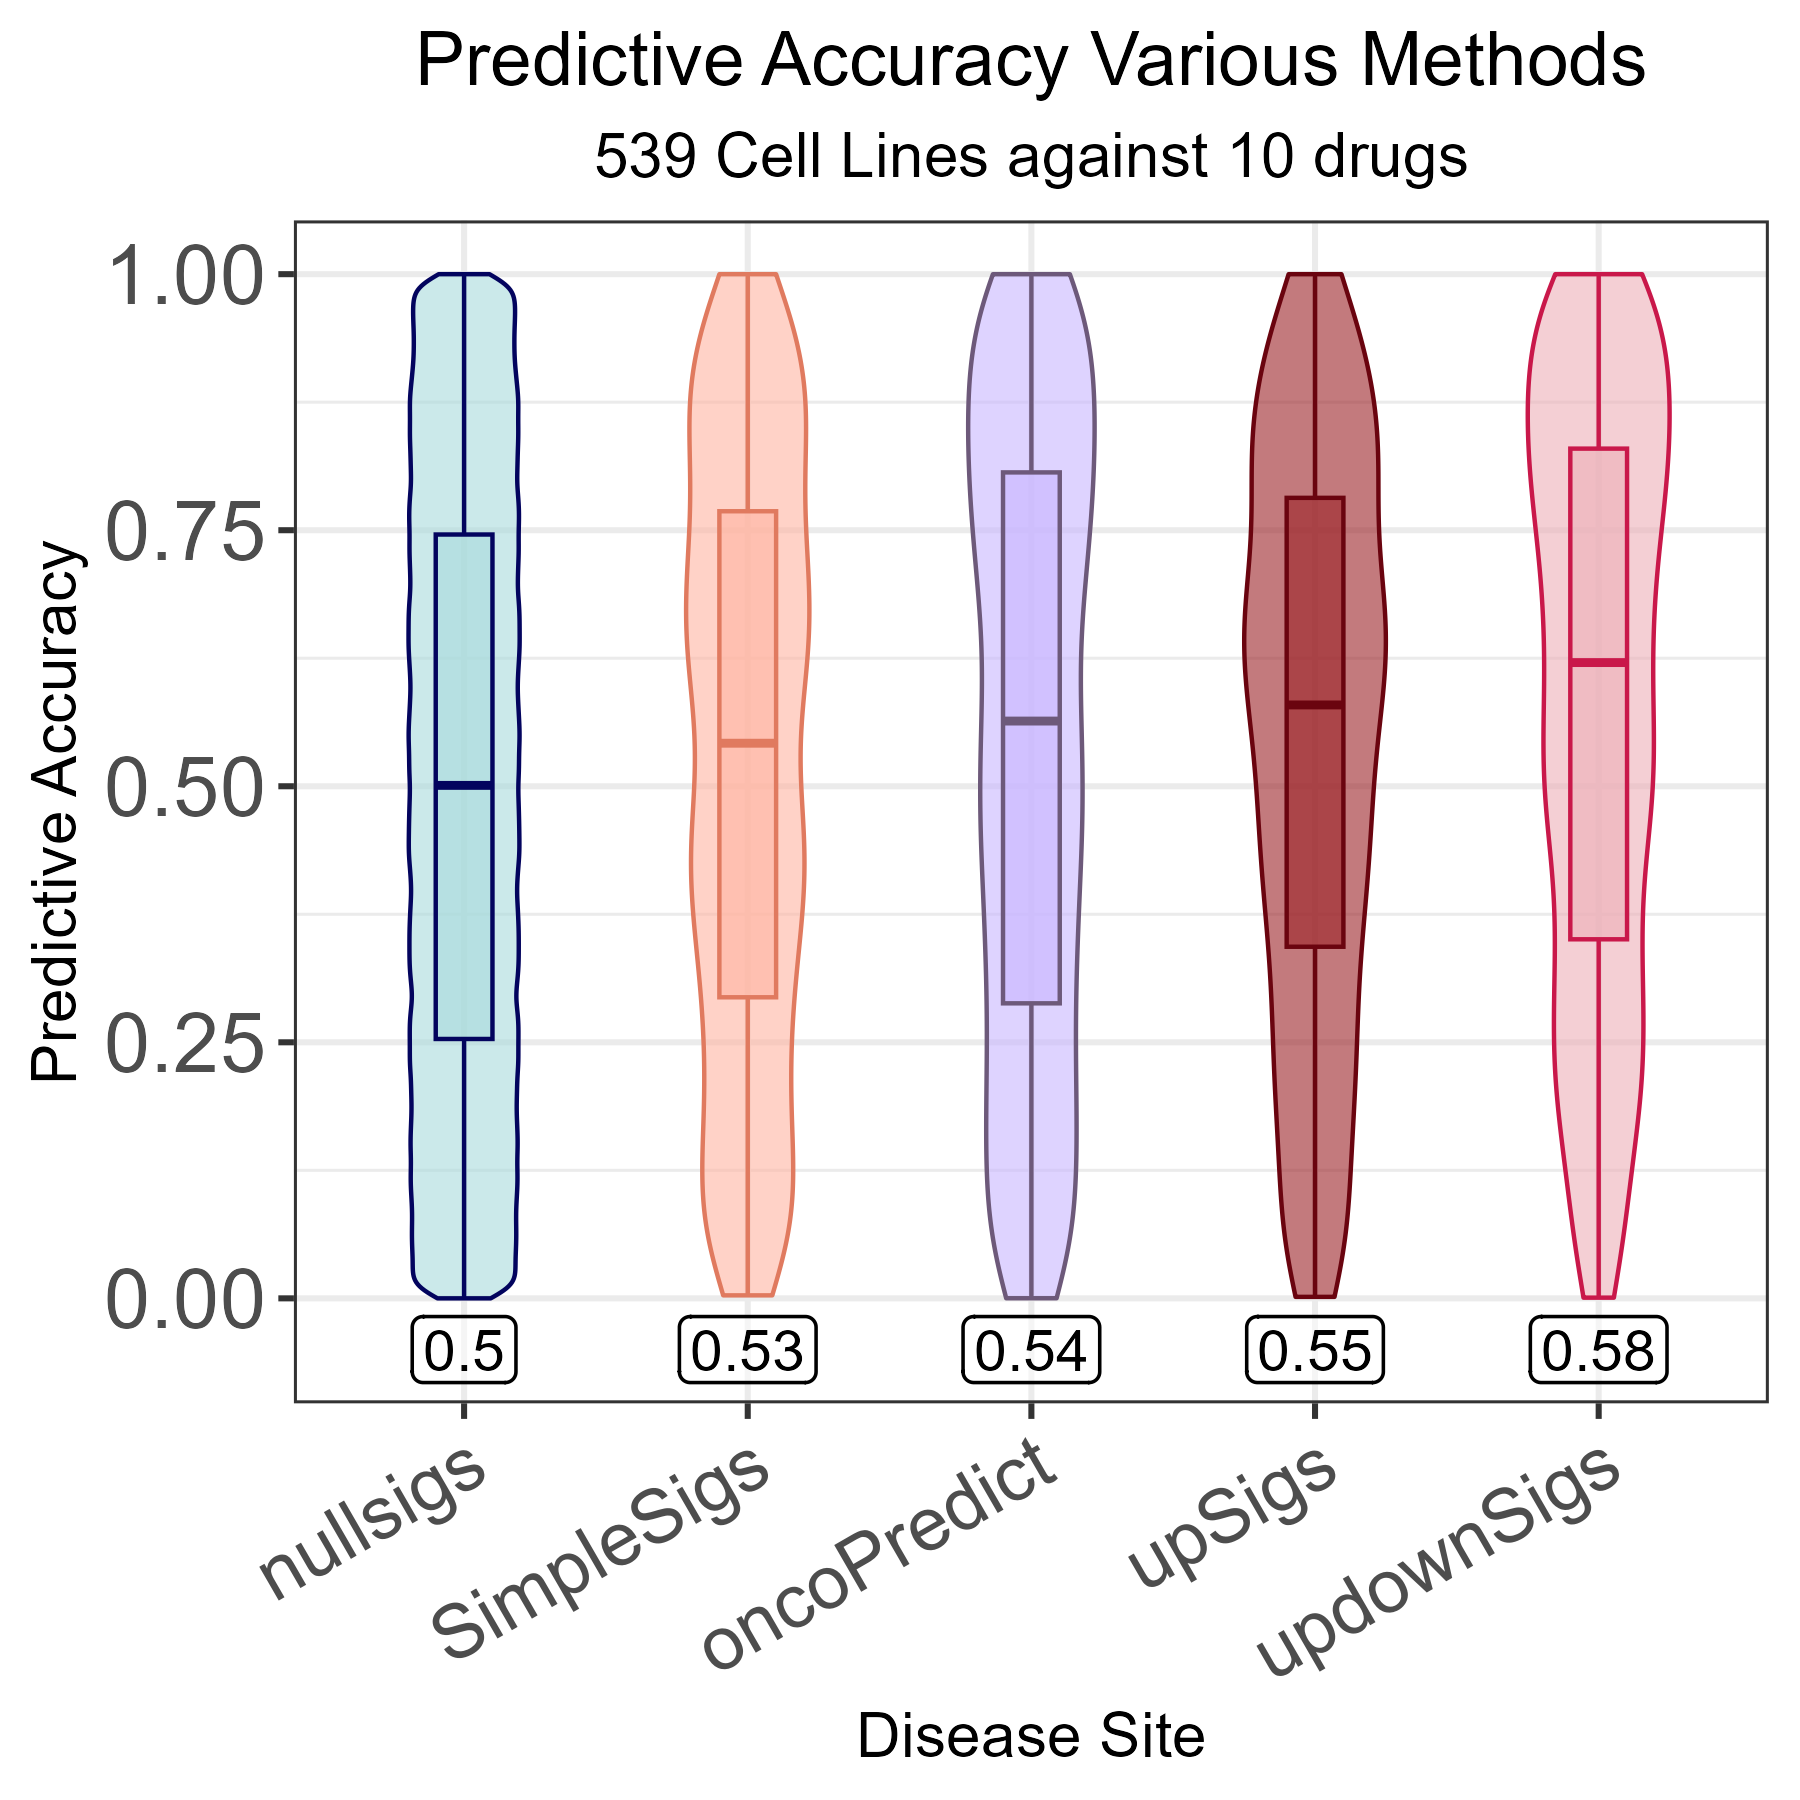 Predictive Accuracy Various Methods
539 Cell Lines against 10 drugs
Predictive Accuracy
1.00
0.75
0.50
0.25
0.00
0.5
0.53
0.54
0.55
0.58
nullsigs
SimpleSigs
oncoPredict
upSigs
updownSigs
Disease Site